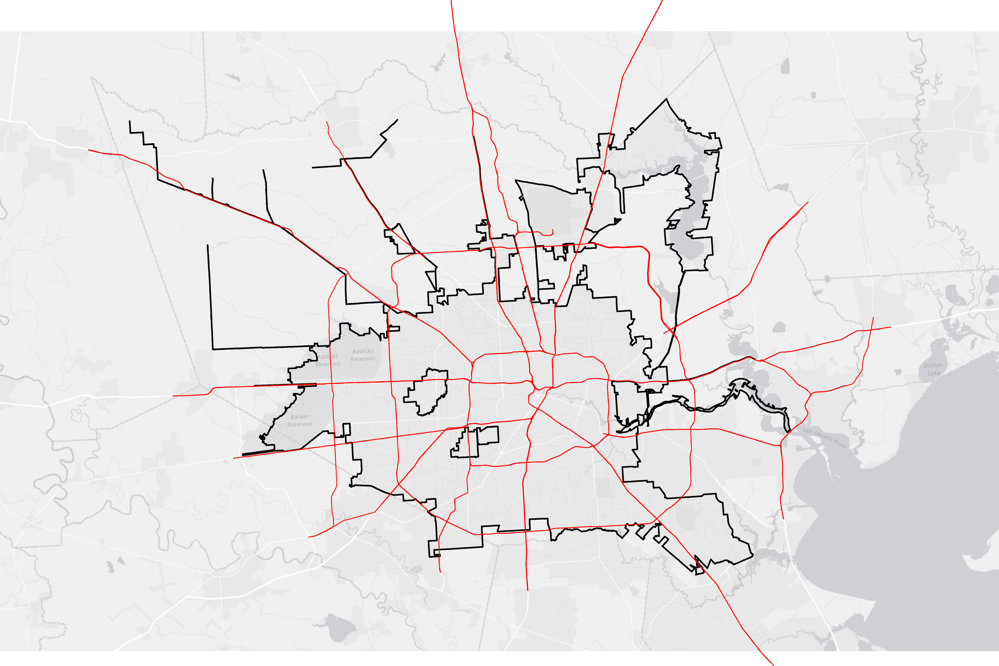 Addicks
Reservoir
Addicks
Reservoir
Barker
Reservoir
Dutton
Lake
San Jacinto River